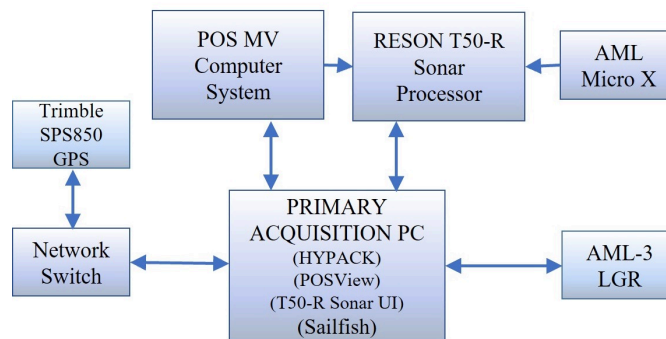 POS MV
Computer
System
RESON T50-R
Sonar
Processor
AML
Micro X
Trimble
SPS850
GPS
Network
Switch
PRIMARY
ACQUISITION PC
(HYPACK)
(POSView)
(T50-R Sonar UI)
(Sailfish)
AML-3
LGR